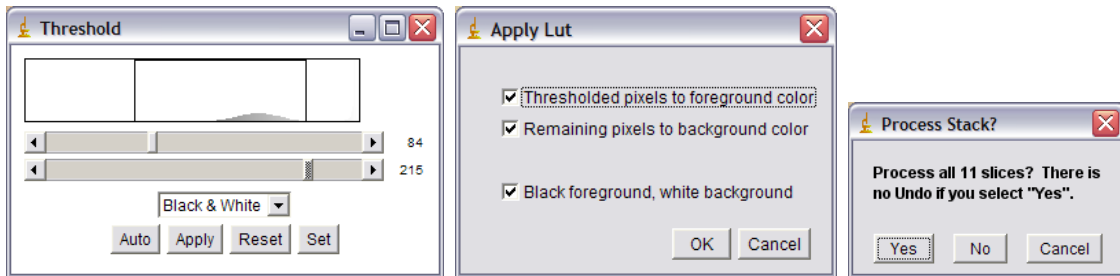 Threshold
84
215
Black & White
Auto Apply Reset Set
Apply Lut
Thresholded pixels to foreground color
Remaining pixels to background color
Black foreground, white background
OK Cancel
Process Stack?
Process all 11 slices? There is
no Undo if you select "Yes".
Yes No Cancel